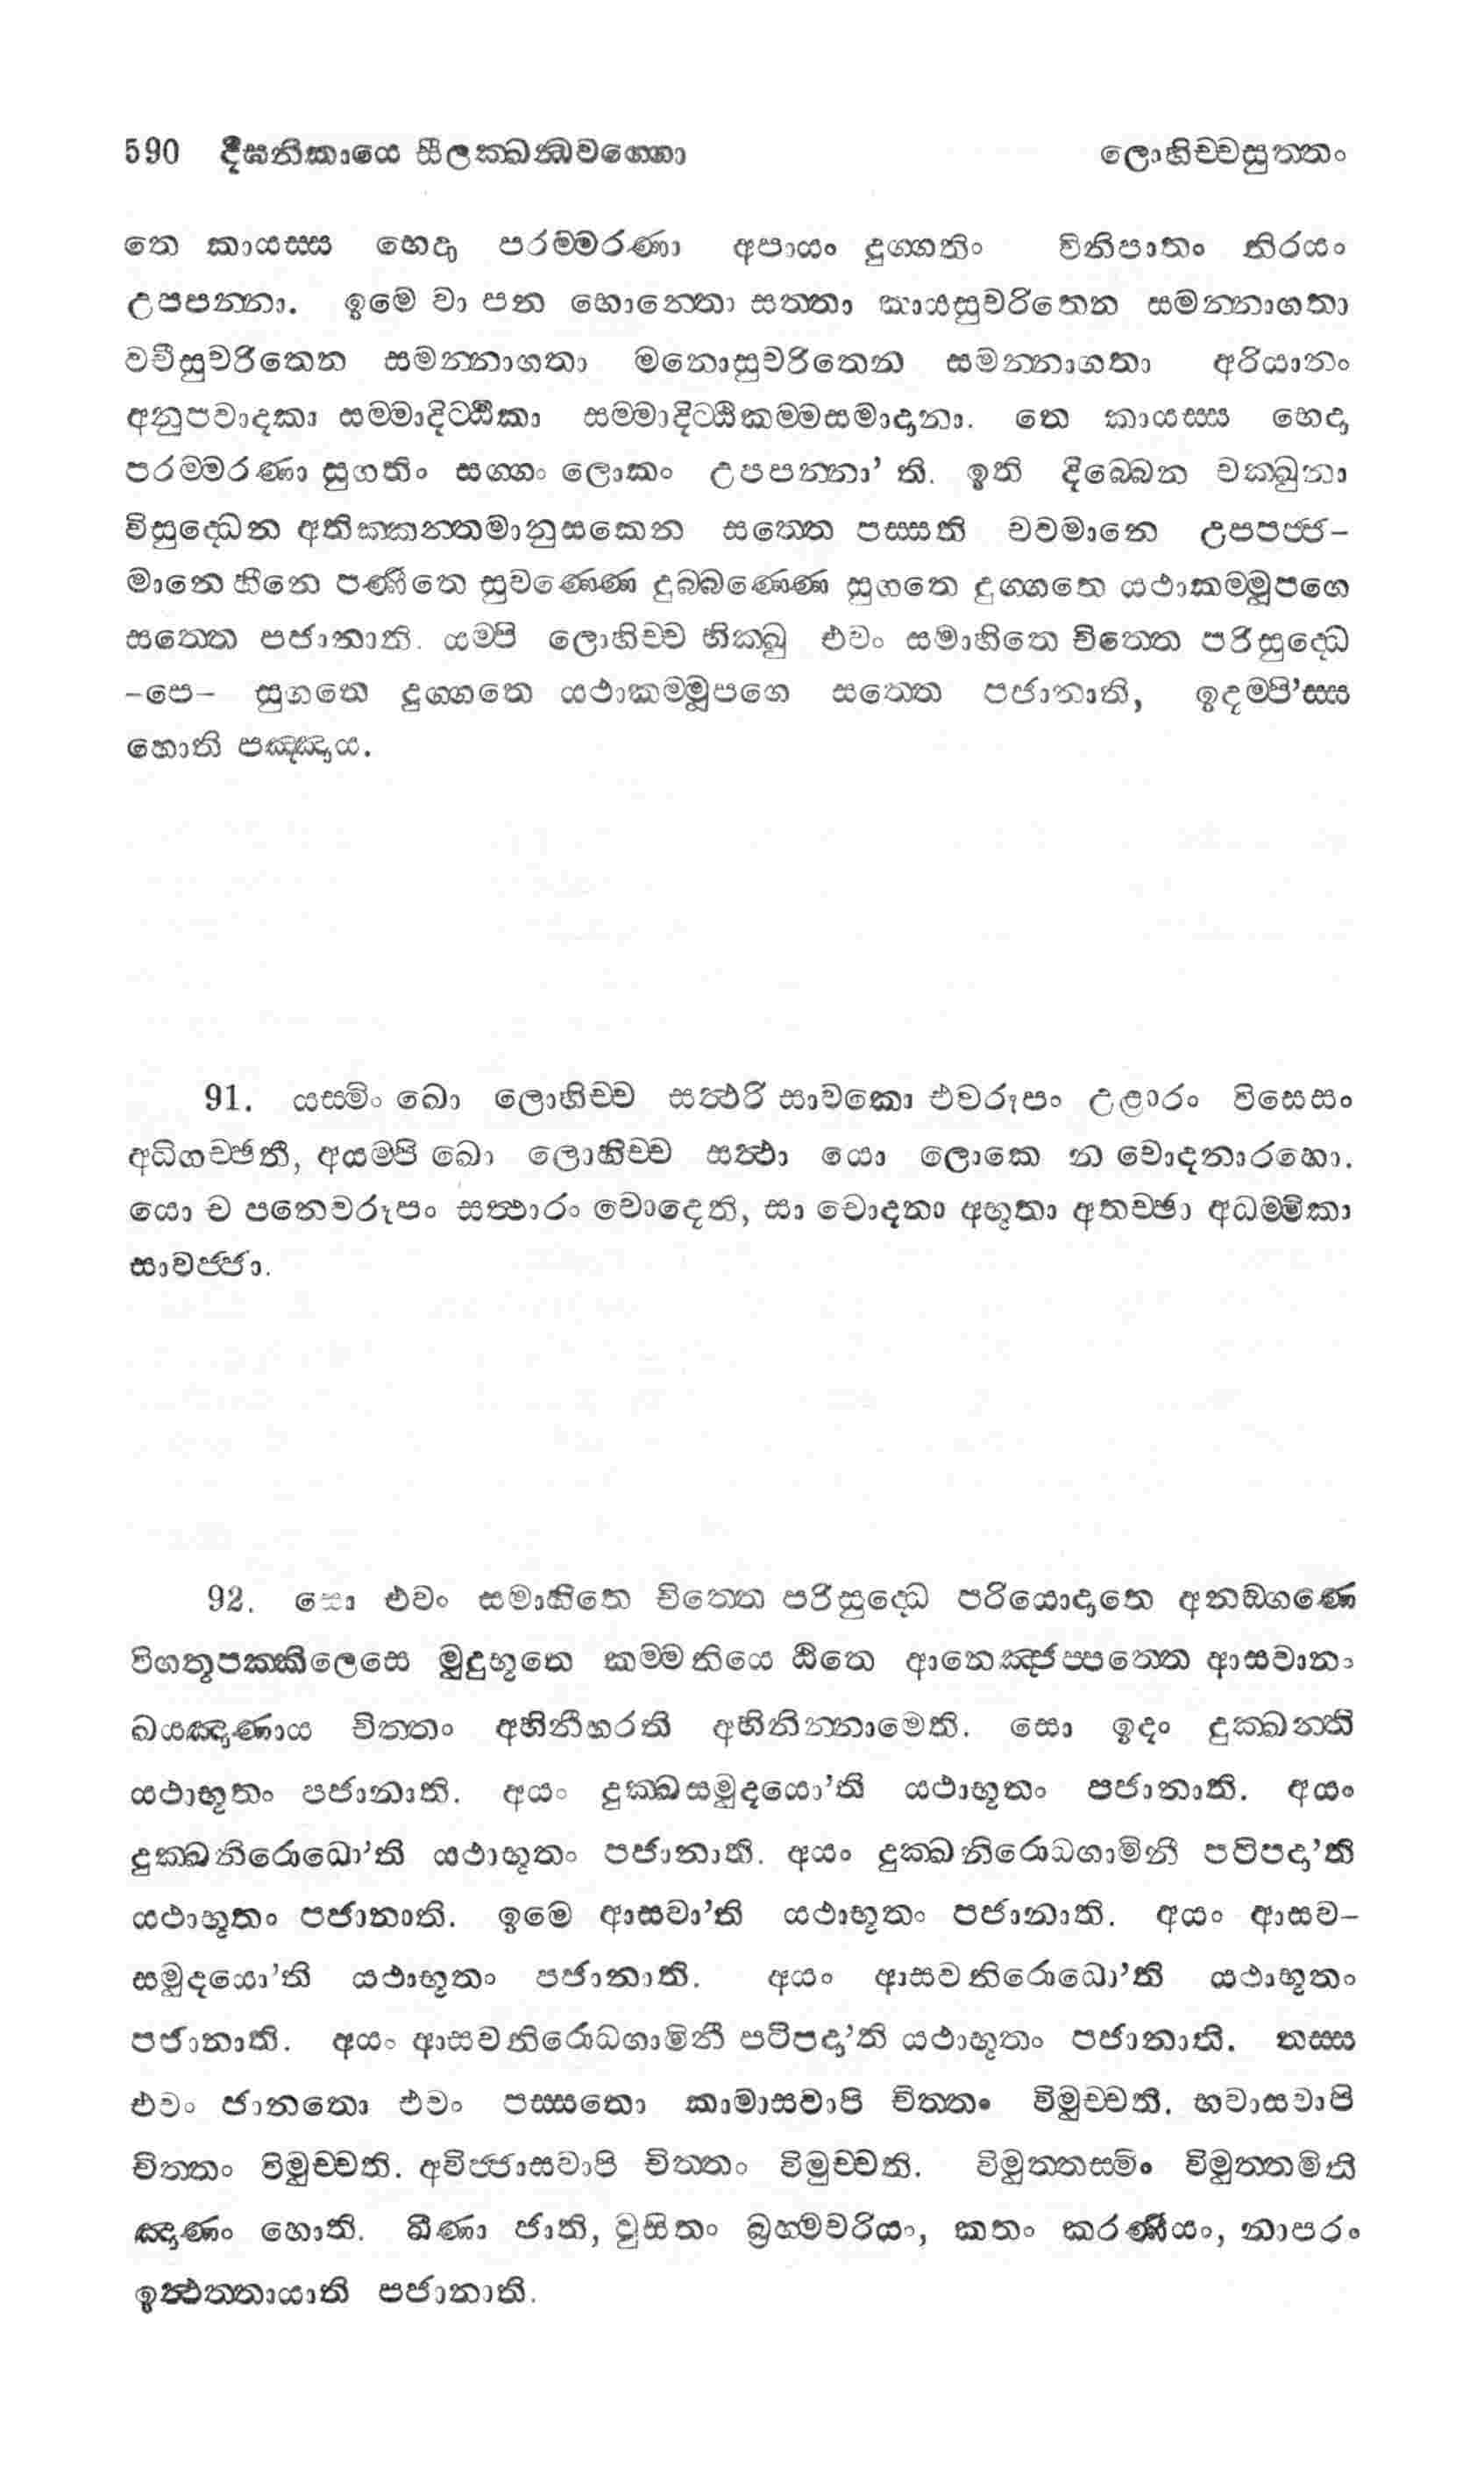 590 දීඝනිකායෙ සීලක්ඛන්ධවග්ගො ලොහිච්චසුත්තං
තෙ කායස්ස භෙදා පරම්මරණා අපායං දුග්ගතිං විනිපාතං නිරයං
උපපන්නා. ඉමෙ වා පන භොන්තො සත්තා කායසුචරිතෙන සමන්නාගතා
වචීසුචරිතෙන සමන්නාගතා මනොසුචරිතෙන සමන්නාගතා අරියානං
අනුපවාදකා සම්මාදිට්ඨිකා සම්මාදිට්ඨිකම්මසමාදානා. තෙ කායස්ස භෙදා
පරම්මරණා සුගතිං සග්ගං ලොකං උපපන්නා' ති. ඉති දිබ්බෙන චක්ඛුනා
විසුද්ධෙන අතික්කන්තමානුසකෙන සත්තෙ පස්සති චවමානෙ උපපජ්ජ-
මානෙ හීනෙ පණීතෙ සුවණ්ණෙ දුබ්බණ්ණෙ සුගතෙ දුග්ගතෙ යථාකම්මූපගෙ
සත්තෙ පජානාති. යම්පි ලොහිච්ච භික්ඛු එවං සමාහිතෙ චිත්තෙ පරිසුද්ධෙ
-පෙ- සුගතෙ දුග්ගතෙ යථාකම්මූපගෙ සත්තෙ පජානාති, ඉදම්පි'ස්ස
හොති පඤ්ඤාය.
91. යස්මිං ඛො ලොහිච්ච සත්ථරි සාවකො එවරූපං උළාරං විසෙසං
අධිගච්ඡති, අයම්පි ඛො ලොහිච්ච සත්ථා යො ලොකෙ න චොදනාරහො.
යො ච පනෙවරූපං සත්ථාරං චොදෙති, සා චොදනා අභූතා අතච්ඡා අධම්මිකා
සාවජ්ජා.
92. සො එවං සමාහිතෙ චිත්තෙ පරිසුද්ධෙ පරියොදාතෙ අනඞ්ගණෙ
විගතූපක්කිලෙසෙ මුදුභූතෙ කම්මනියෙ ඨිතෙ ආනෙඤ්ජප්පත්තෙ ආසවානං
ඛයඤාණාය චිත්තං අභිනීහරති අභිනින්නාමෙති. සො ඉදං දුක්ඛන්ති
යථාභූතං පජානාති. අයං දුක්ඛසමුදයො'ති යථාභූතං පජානාති. අයං
දුක්ඛනිරොධො'ති යථාභූතං පජානාති. අයං දුක්ඛනිරොධගාමිනී පටිපදා'ති
යථාභූතං පජානාති. ඉමෙ ආසවා'ති යථාභූතං පජානාති. අයං ආසව-
සමුදයො'ති යථාභූතං පජානාති. අයං ආසවනිරොධො'ති යථාභූතං
පජානාති. අයං ආසවනිරොධගාමිනී පටිපදා'ති යථාභූතං පජානාති. තස්ස
එවං ජානතො එවං පස්සතො කාමාසවාපි චිත්තං විමුච්චති. භවාසවාපි
චිත්තං විමුච්චති. අවිජ්ජාසවාපි චිත්තං විමුච්චති. විමුත්තස්මිං විමුත්තමිති
ඤාණං හොති. ඛීණා ජාති, වුසිතං බ්‍රහ්මචරියං, කතං කරණීයං, නාපරං
ඉත්ථත්තායාති පජානාති.